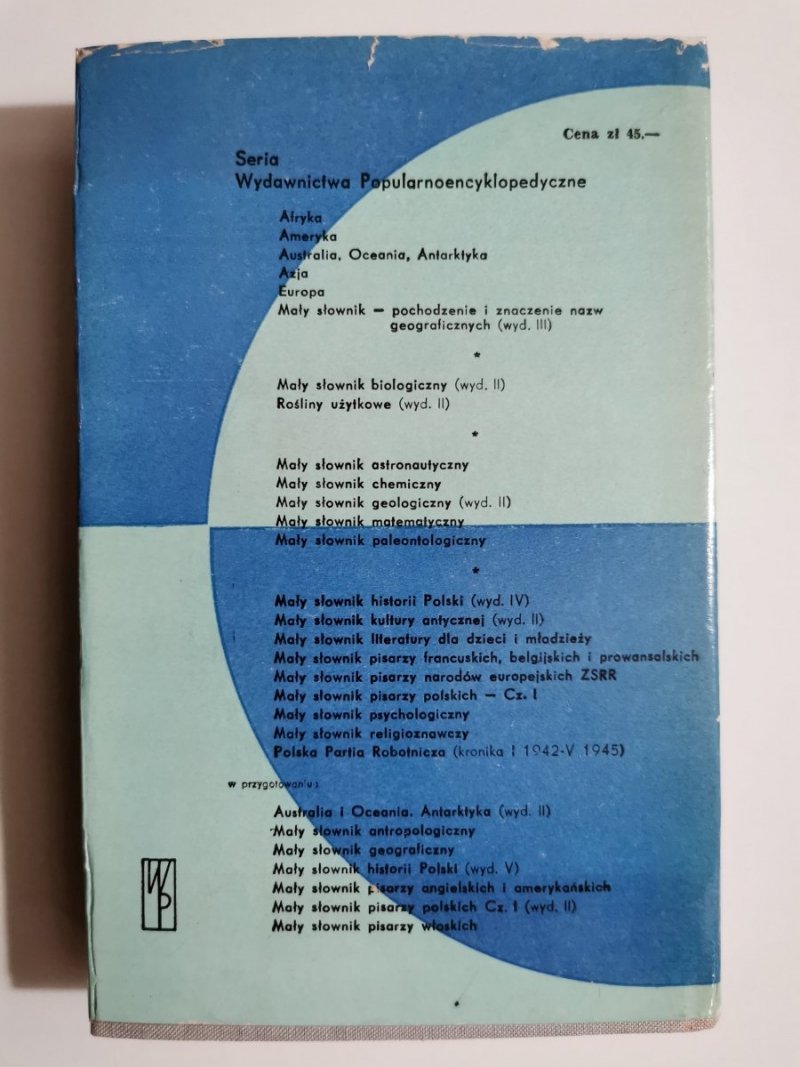 Cena zł 45.—
Seria
Wydawnictwa Popularnoencyklopedyczne
Afryka
Ameryka
Australia, Oceania, Antarktyka
Azja
Europa
Mały słownik — pochodzenie i znaczenie nazw
geograficznych (wyd. III)
*
Mały słownik biologiczny (wyd. II)
Rośliny użytkowe (wyd. II)
*
Mały słownik astronautyczny
Mały słownik chemiczny
Mały słownik geologiczny (wyd. II)
Mały słownik matematyczny
Mały słownik paleontologiczny
*
Mały słownik historii Polski (wyd. IV)
Mały słownik kultury antycznej (wyd. II)
Mały słownik literatury dla dzieci i młodzieży
Mały słownik pisarzy francuskich, belgijskich i prowansalskich
Mały słownik pisarzy narodów europejskich ZSRR
Mały słownik pisarzy polskich — Cz. I
Mały słownik psychologiczny
Mały słownik religioznawczy
Polska Partia Robotnicza (kronika I 1942-V 1945)
w przygotowaniu:
Australia i Oceania. Antarktyka (wyd. II)
Mały słownik antropologiczny
Mały słownik geograficzny
Mały słownik historii Polski (wyd. V)
Mały słownik pisarzy angielskich i amerykańskich
Mały słownik pisarzy polskich Cz. I (wyd. II)
Mały słownik pisarzy włoskich
WP